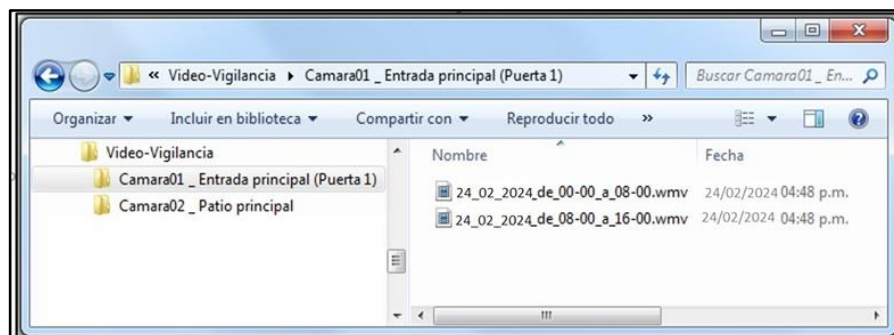 « Video-Vigilancia ▸ Camara01 _ Entrada principal (Puerta 1)
Buscar Camara01 _ En...
Organizar Incluir en biblioteca Compartir con Reproducir todo »
Video-Vigilancia
Camara01 _ Entrada principal (Puerta 1)
Camara02 _ Patio principal
Nombre Fecha
24_02_2024_de_00-00_a_08-00.wmv 24/02/2024 04:48 p.m.
24_02_2024_de_08-00_a_16-00.wmv 24/02/2024 04:48 p.m.